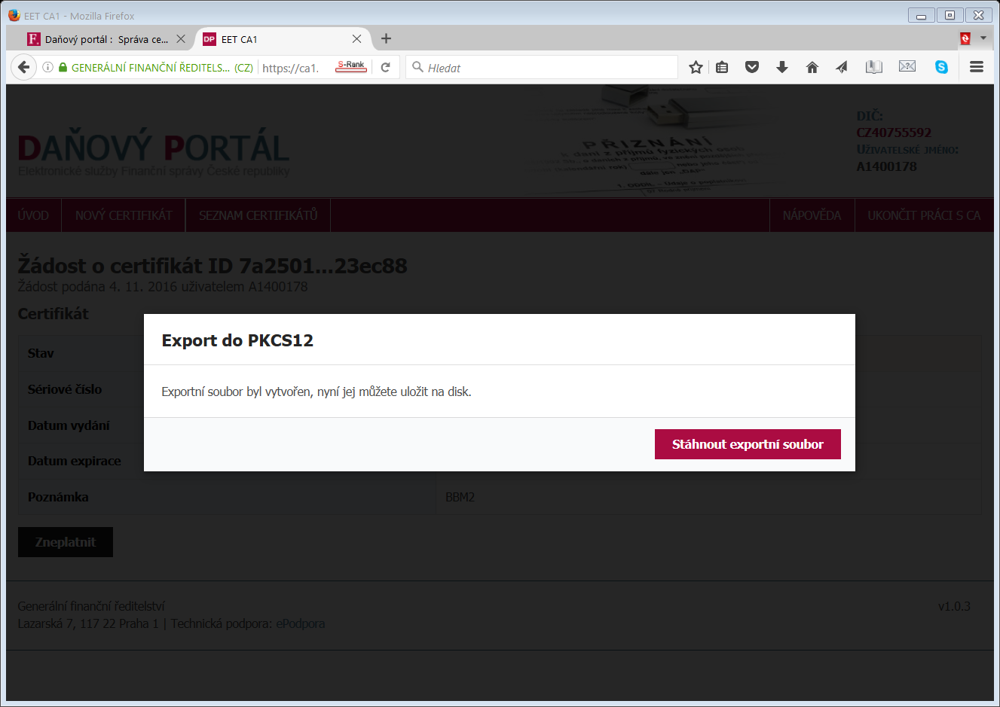 EET CA1 - Mozilla Firefox
F. Daňový portál : Správa ce...
DP EET CA1
GENERÁLNÍ FINANČNÍ ŘEDITELS... (CZ)
https://ca1.
S-Rank
Hledat
DAŇOVÝ PORTÁL
Elektronické služby Finanční správy České republiky
PŘIZNÁNÍ
k dani z příjmů fyzických osob
DIČ:
CZ40755592
UŽIVATELSKÉ JMÉNO:
A1400178
ÚVOD
NOVÝ CERTIFIKÁT
SEZNAM CERTIFIKÁTŮ
NÁPOVĚDA
UKONČIT PRÁCI S CA
Žádost o certifikát ID 7a2501...23ec88
Žádost podána 4. 11. 2016 uživatelem A1400178
Certifikát
Export do PKCS12
Exportní soubor byl vytvořen, nyní jej můžete uložit na disk.
Stáhnout exportní soubor
Stav
Sériové číslo
Datum vydání
Datum expirace
Poznámka
BBM2
Zneplatnit
Generální finanční ředitelství
v1.0.3
Lazarská 7, 117 22 Praha 1 | Technická podpora: ePodpora